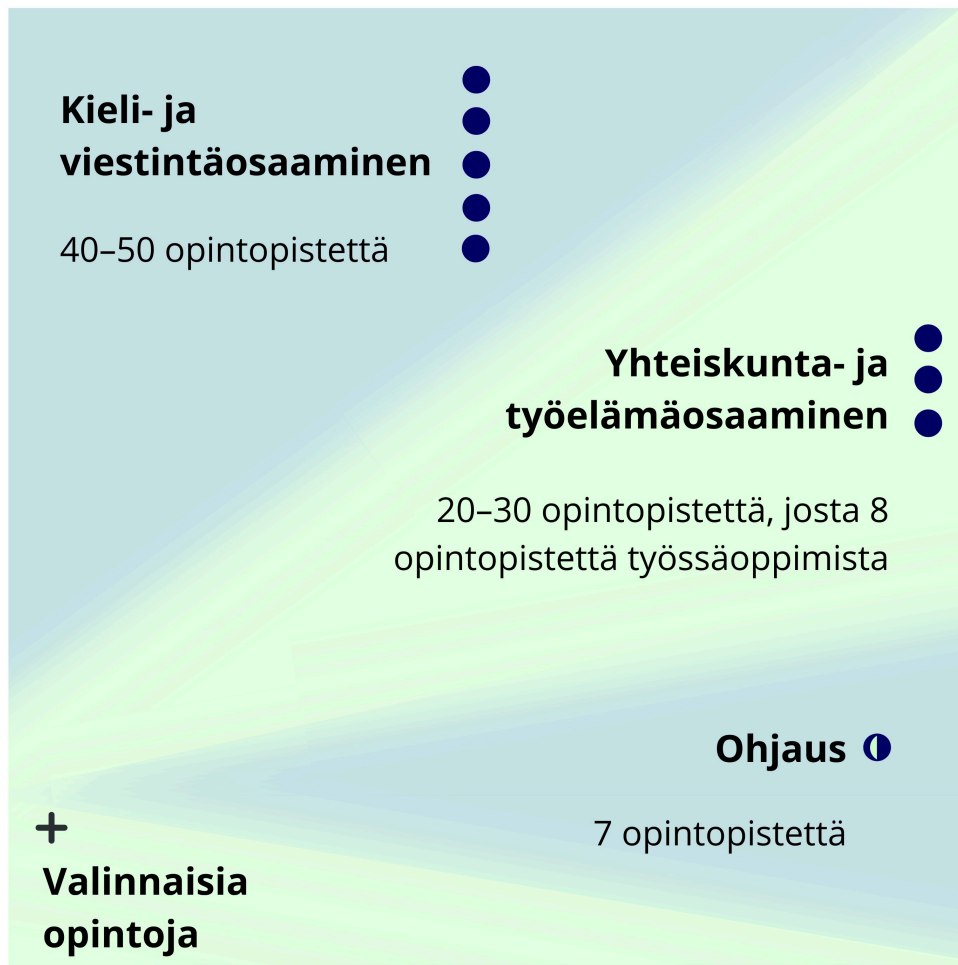 Kieli- ja
viestintäosaaminen
40–50 opintopistettä
Yhteiskunta- ja
työelämäosaaminen
20–30 opintopistettä, josta 8
opintopistettä työssäoppimista
Ohjaus
7 opintopistettä
+
Valinnaisia
opintoja